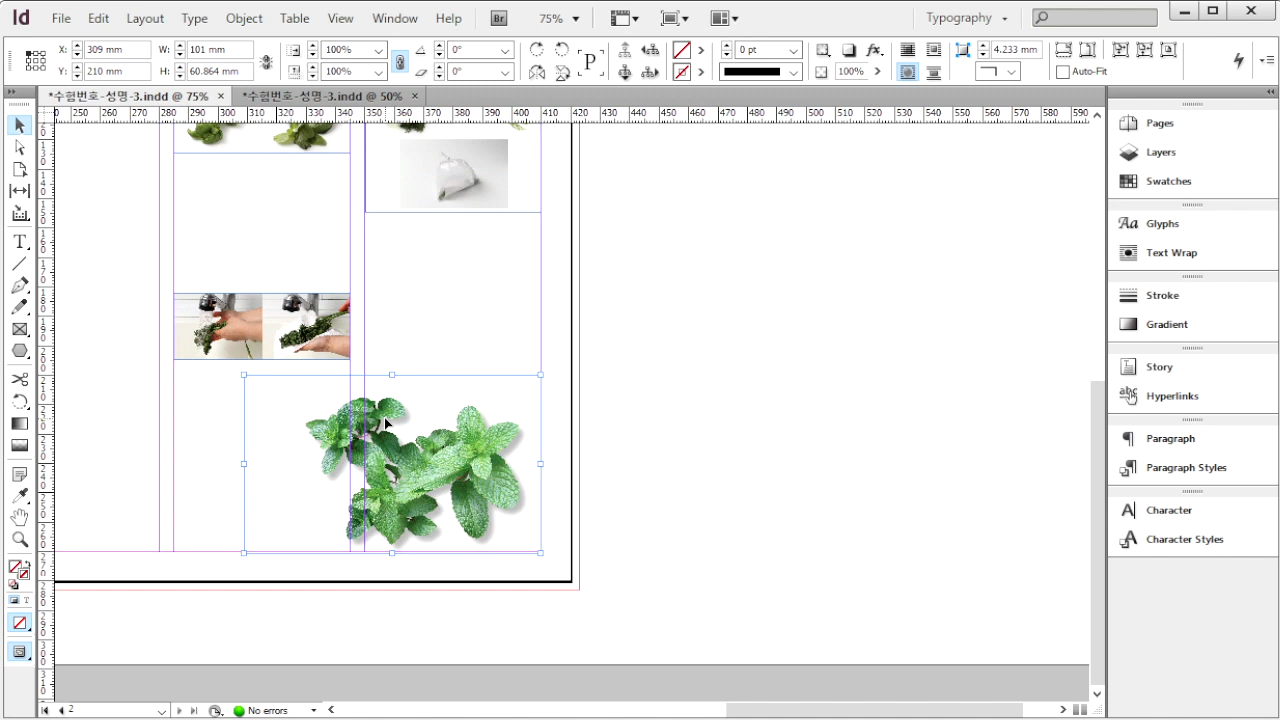 Id File Edit Layout Type Object Table View Window Help Br 75% Typography
X: 309 mm W: 101 mm 100% 0° P fx 0 pt 4.233 mm
Y: 210 mm H: 60.864 mm 100% 0° 100% Auto-Fit
*수험번호-성명-3.indd @ 75% × *수험번호-성명-3.indd @ 50% ×
250 260 270 280 290 300 310 320 330 340 350 360 370 380 390 400 410 420 430 440 450 460 470 480 490 500 510 520 530 540 550 560 570 580 590
Pages
Layers
Swatches
Glyphs
Text Wrap
Stroke
Gradient
Story
Hyperlinks
Paragraph
Paragraph Styles
Character
Character Styles
2 No errors